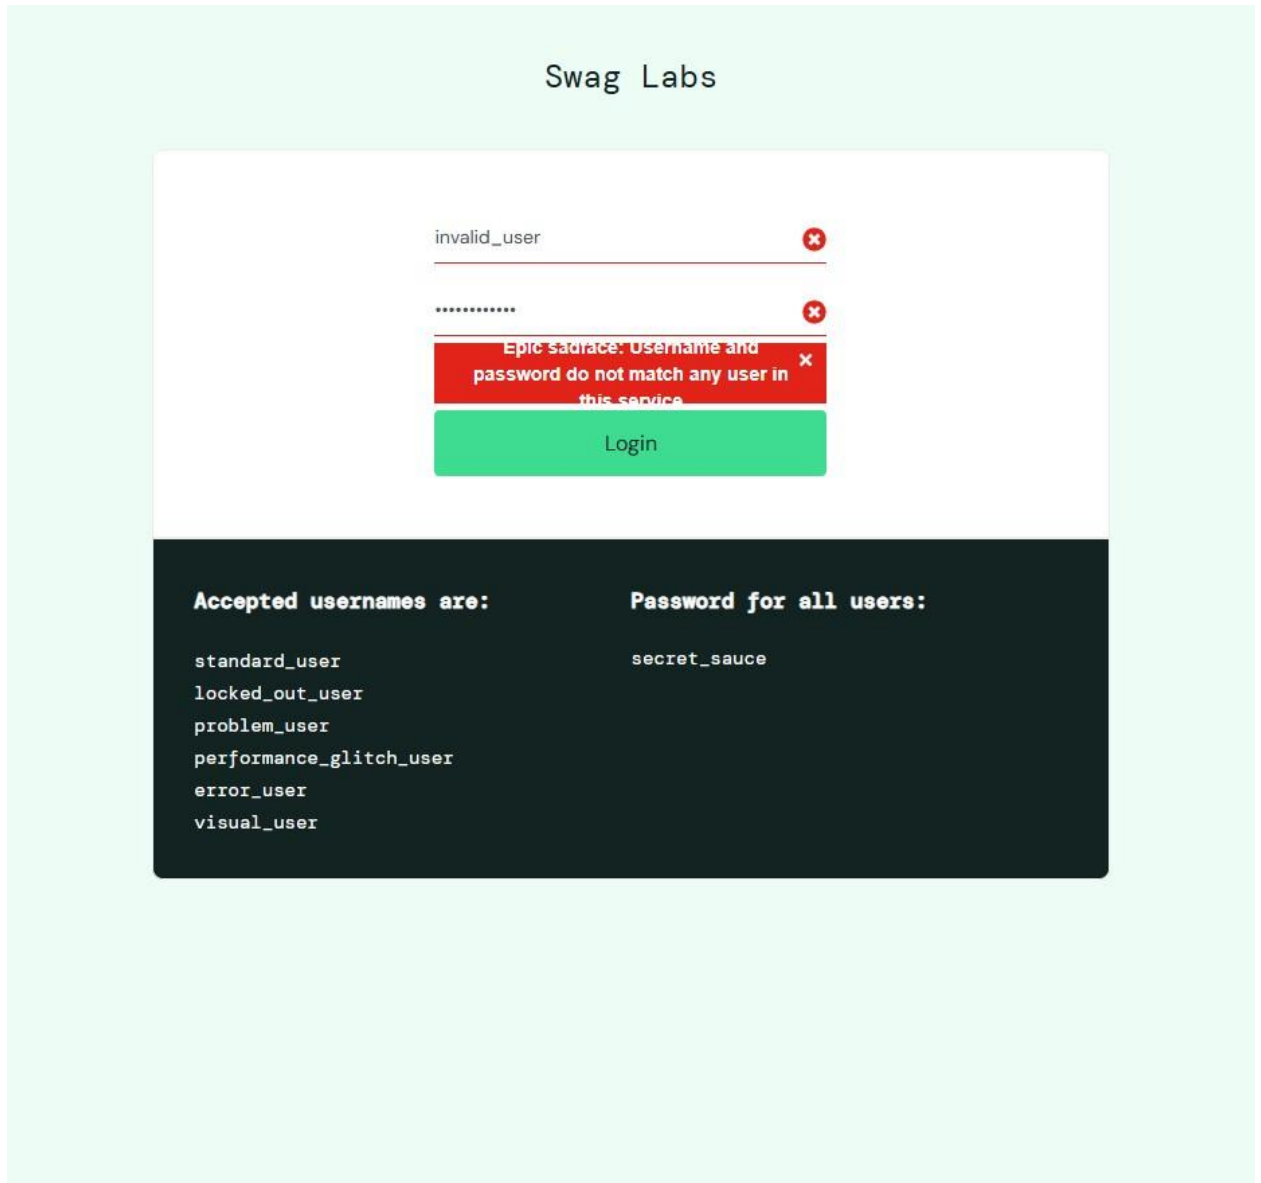 Swag Labs
invalid_user
••••••••••••
Epic sadface: Username and
password do not match any user in
this service
Login
Accepted usernames are:
standard_user
locked_out_user
problem_user
performance_glitch_user
error_user
visual_user
Password for all users:
secret_sauce